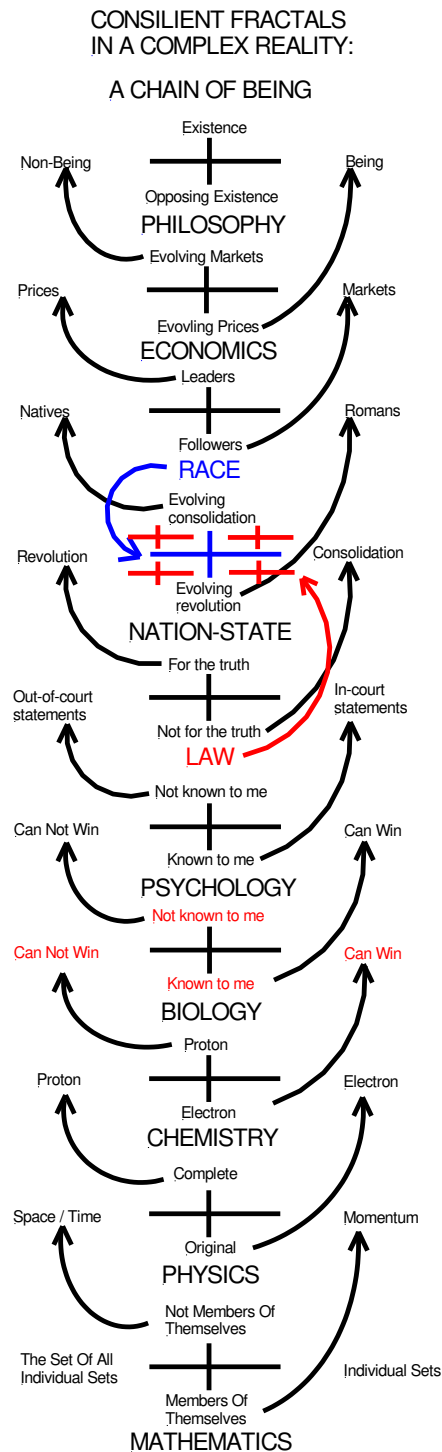 CONSILIENT FRACTALS
IN A COMPLEX REALITY:
A CHAIN OF BEING
Existence
Non-Being
Being
Opposing Existence
PHILOSOPHY
Evolving Markets
Prices
Markets
Evovling Prices
ECONOMICS
Leaders
Natives
Romans
Followers
RACE
Evolving
consolidation
Revolution
Consolidation
Evolving
revolution
NATION-STATE
For the truth
Out-of-court
statements
In-court
statements
Not for the truth
LAW
Not known to me
Can Not Win
Can Win
Known to me
PSYCHOLOGY
Not known to me
Can Not Win
Can Win
Known to me
BIOLOGY
Proton
Proton
Electron
Electron
CHEMISTRY
Complete
Space / Time
Momentum
Original
PHYSICS
Not Members Of
Themselves
The Set Of All
Individual Sets
Individual Sets
Members Of
Themselves
MATHEMATICS